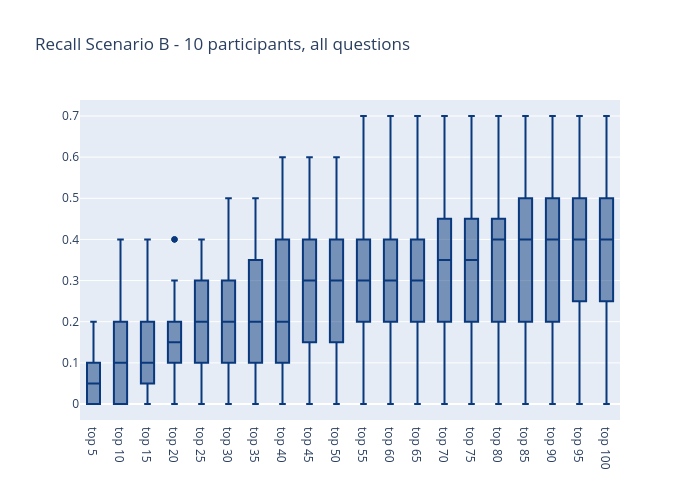 Recall Scenario B - 10 participants, all questions
0.7
0.6
0.5
0.4
0.3
0.2
0.1
0
top 5
top 10
top 15
top 20
top 25
top 30
top 35
top 40
top 45
top 50
top 55
top 60
top 65
top 70
top 75
top 80
top 85
top 90
top 95
top 100